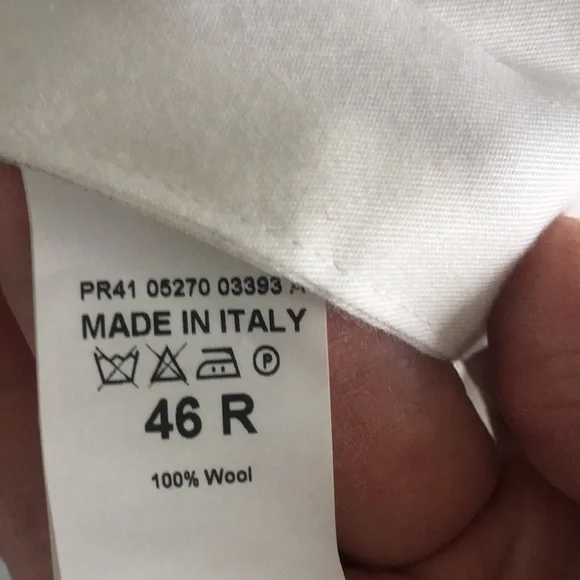 PR41 05270 03393 A
MADE IN ITALY
P
46 R
100% Wool